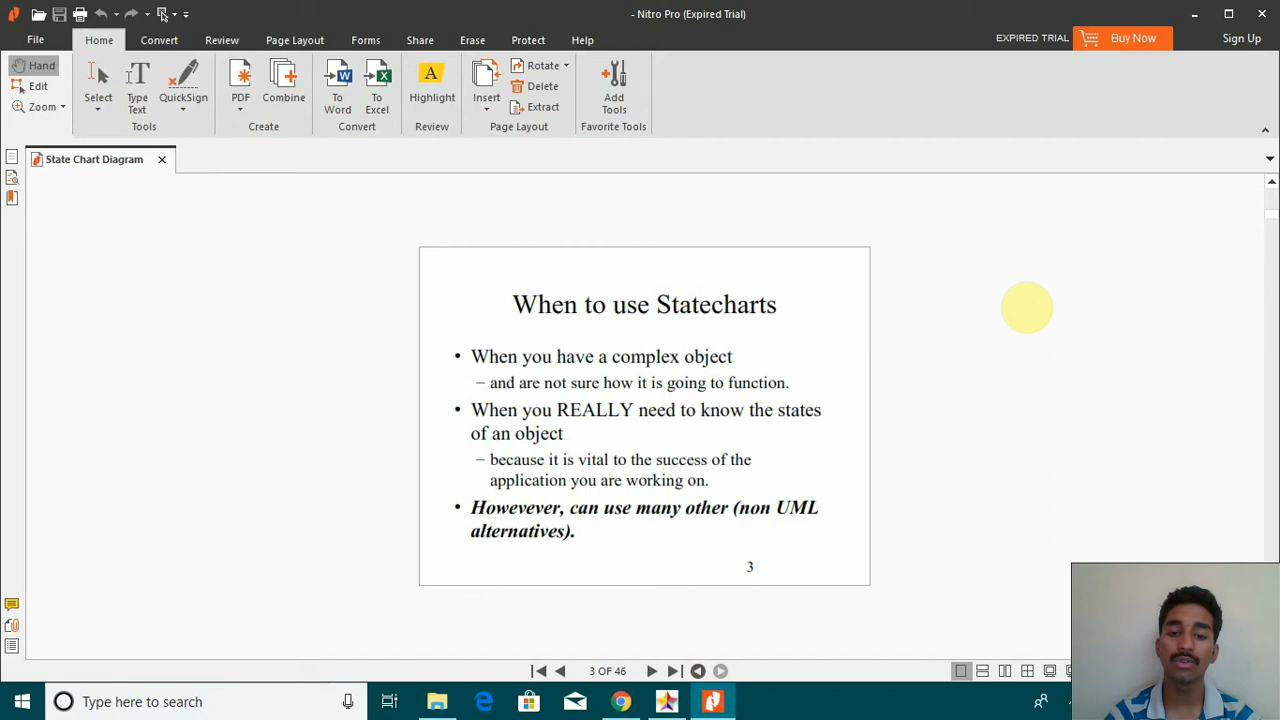 - Nitro Pro (Expired Trial)
File Home Convert Review Page Layout Forms Share Erase Protect Help EXPIRED TRIAL Buy Now Sign Up
Hand
Edit
Zoom
Select
Type
Text
QuickSign
Tools
PDF
Combine
Create
To
Word
To
Excel
Convert
A
Highlight
Review
Insert
Rotate
Delete
Extract
Page Layout
Add
Tools
Favorite Tools
State Chart Diagram
When to use Statecharts
• When you have a complex object
– and are not sure how it is going to function.
• When you REALLY need to know the states
of an object
– because it is vital to the success of the
application you are working on.
• Howevever, can use many other (non UML
alternatives).
3
3 OF 46
Type here to search